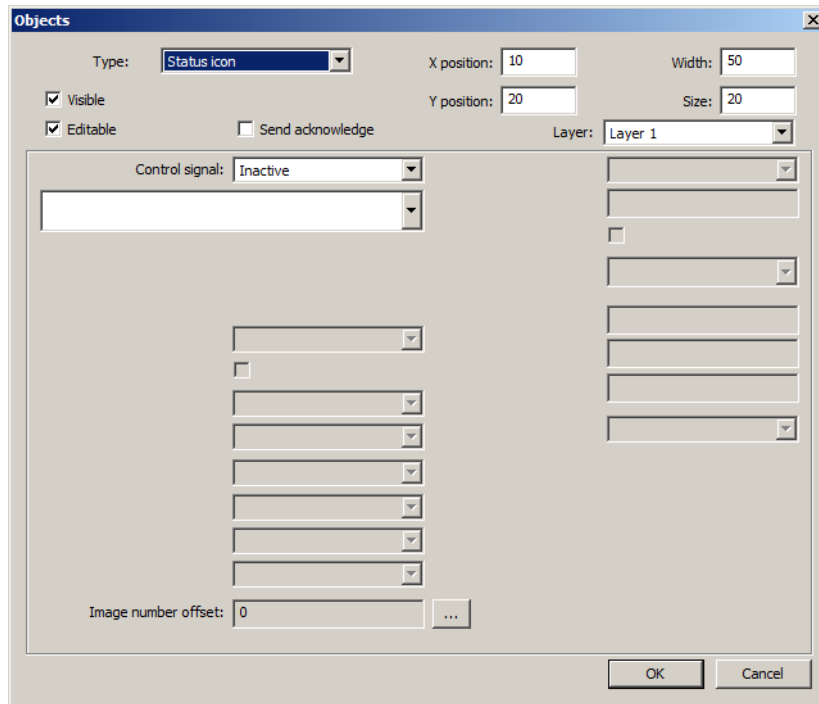 Objects
Type: Status icon X position: 10 Width: 50
Visible Y position: 20 Size: 20
Editable Send acknowledge Layer: Layer 1
Control signal: Inactive
Image number offset: 0 ...
OK Cancel